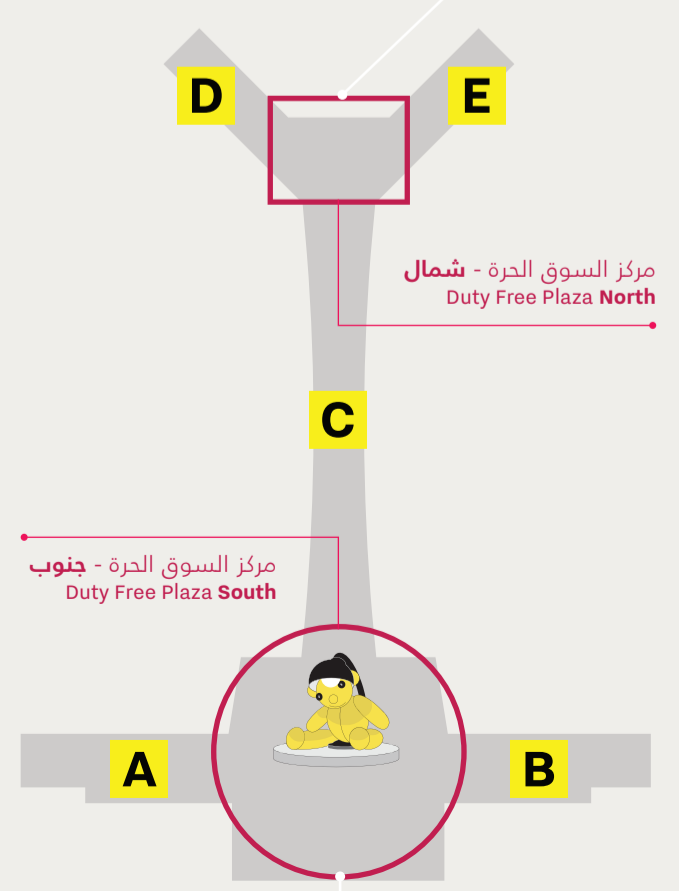 D
E
مركز السوق الحرة - شمال
Duty Free Plaza North
C
مركز السوق الحرة - جنوب
Duty Free Plaza South
A
B